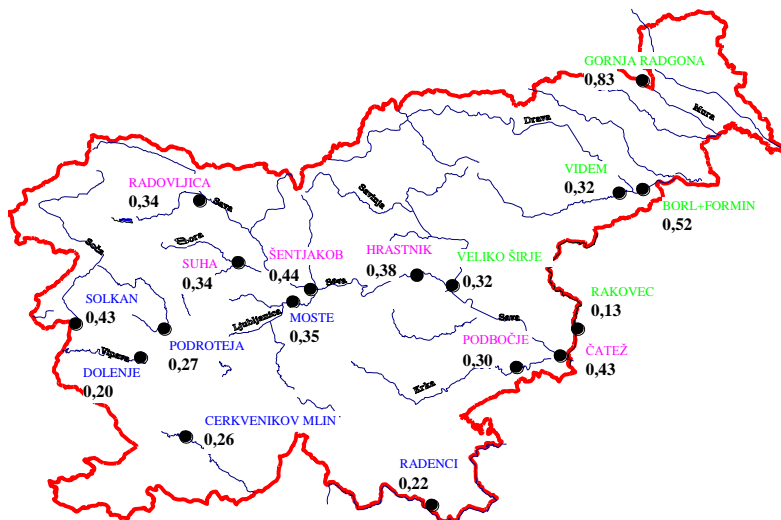 GORNJA RADGONA
0,83
Mura
Drava
VIDEM
0,32
BORL+FORMIN
0,52
RADOVLJICA
0,34
Sava
Savinja
Sora
SUHA
0,34
ŠENTJAKOB
0,44
Sava
HRASTNIK
0,38
VELIKO ŠIRJE
0,32
Soča
SOLKAN
0,43
Ljubljanica
MOSTE
0,35
Sava
RAKOVEC
0,13
PODROTEJA
0,27
Vipava
DOLENJE
0,20
PODBOČJE
0,30
ČATEŽ
0,43
Krka
CERKVENIKOV MLIN
0,26
RADENCI
0,22